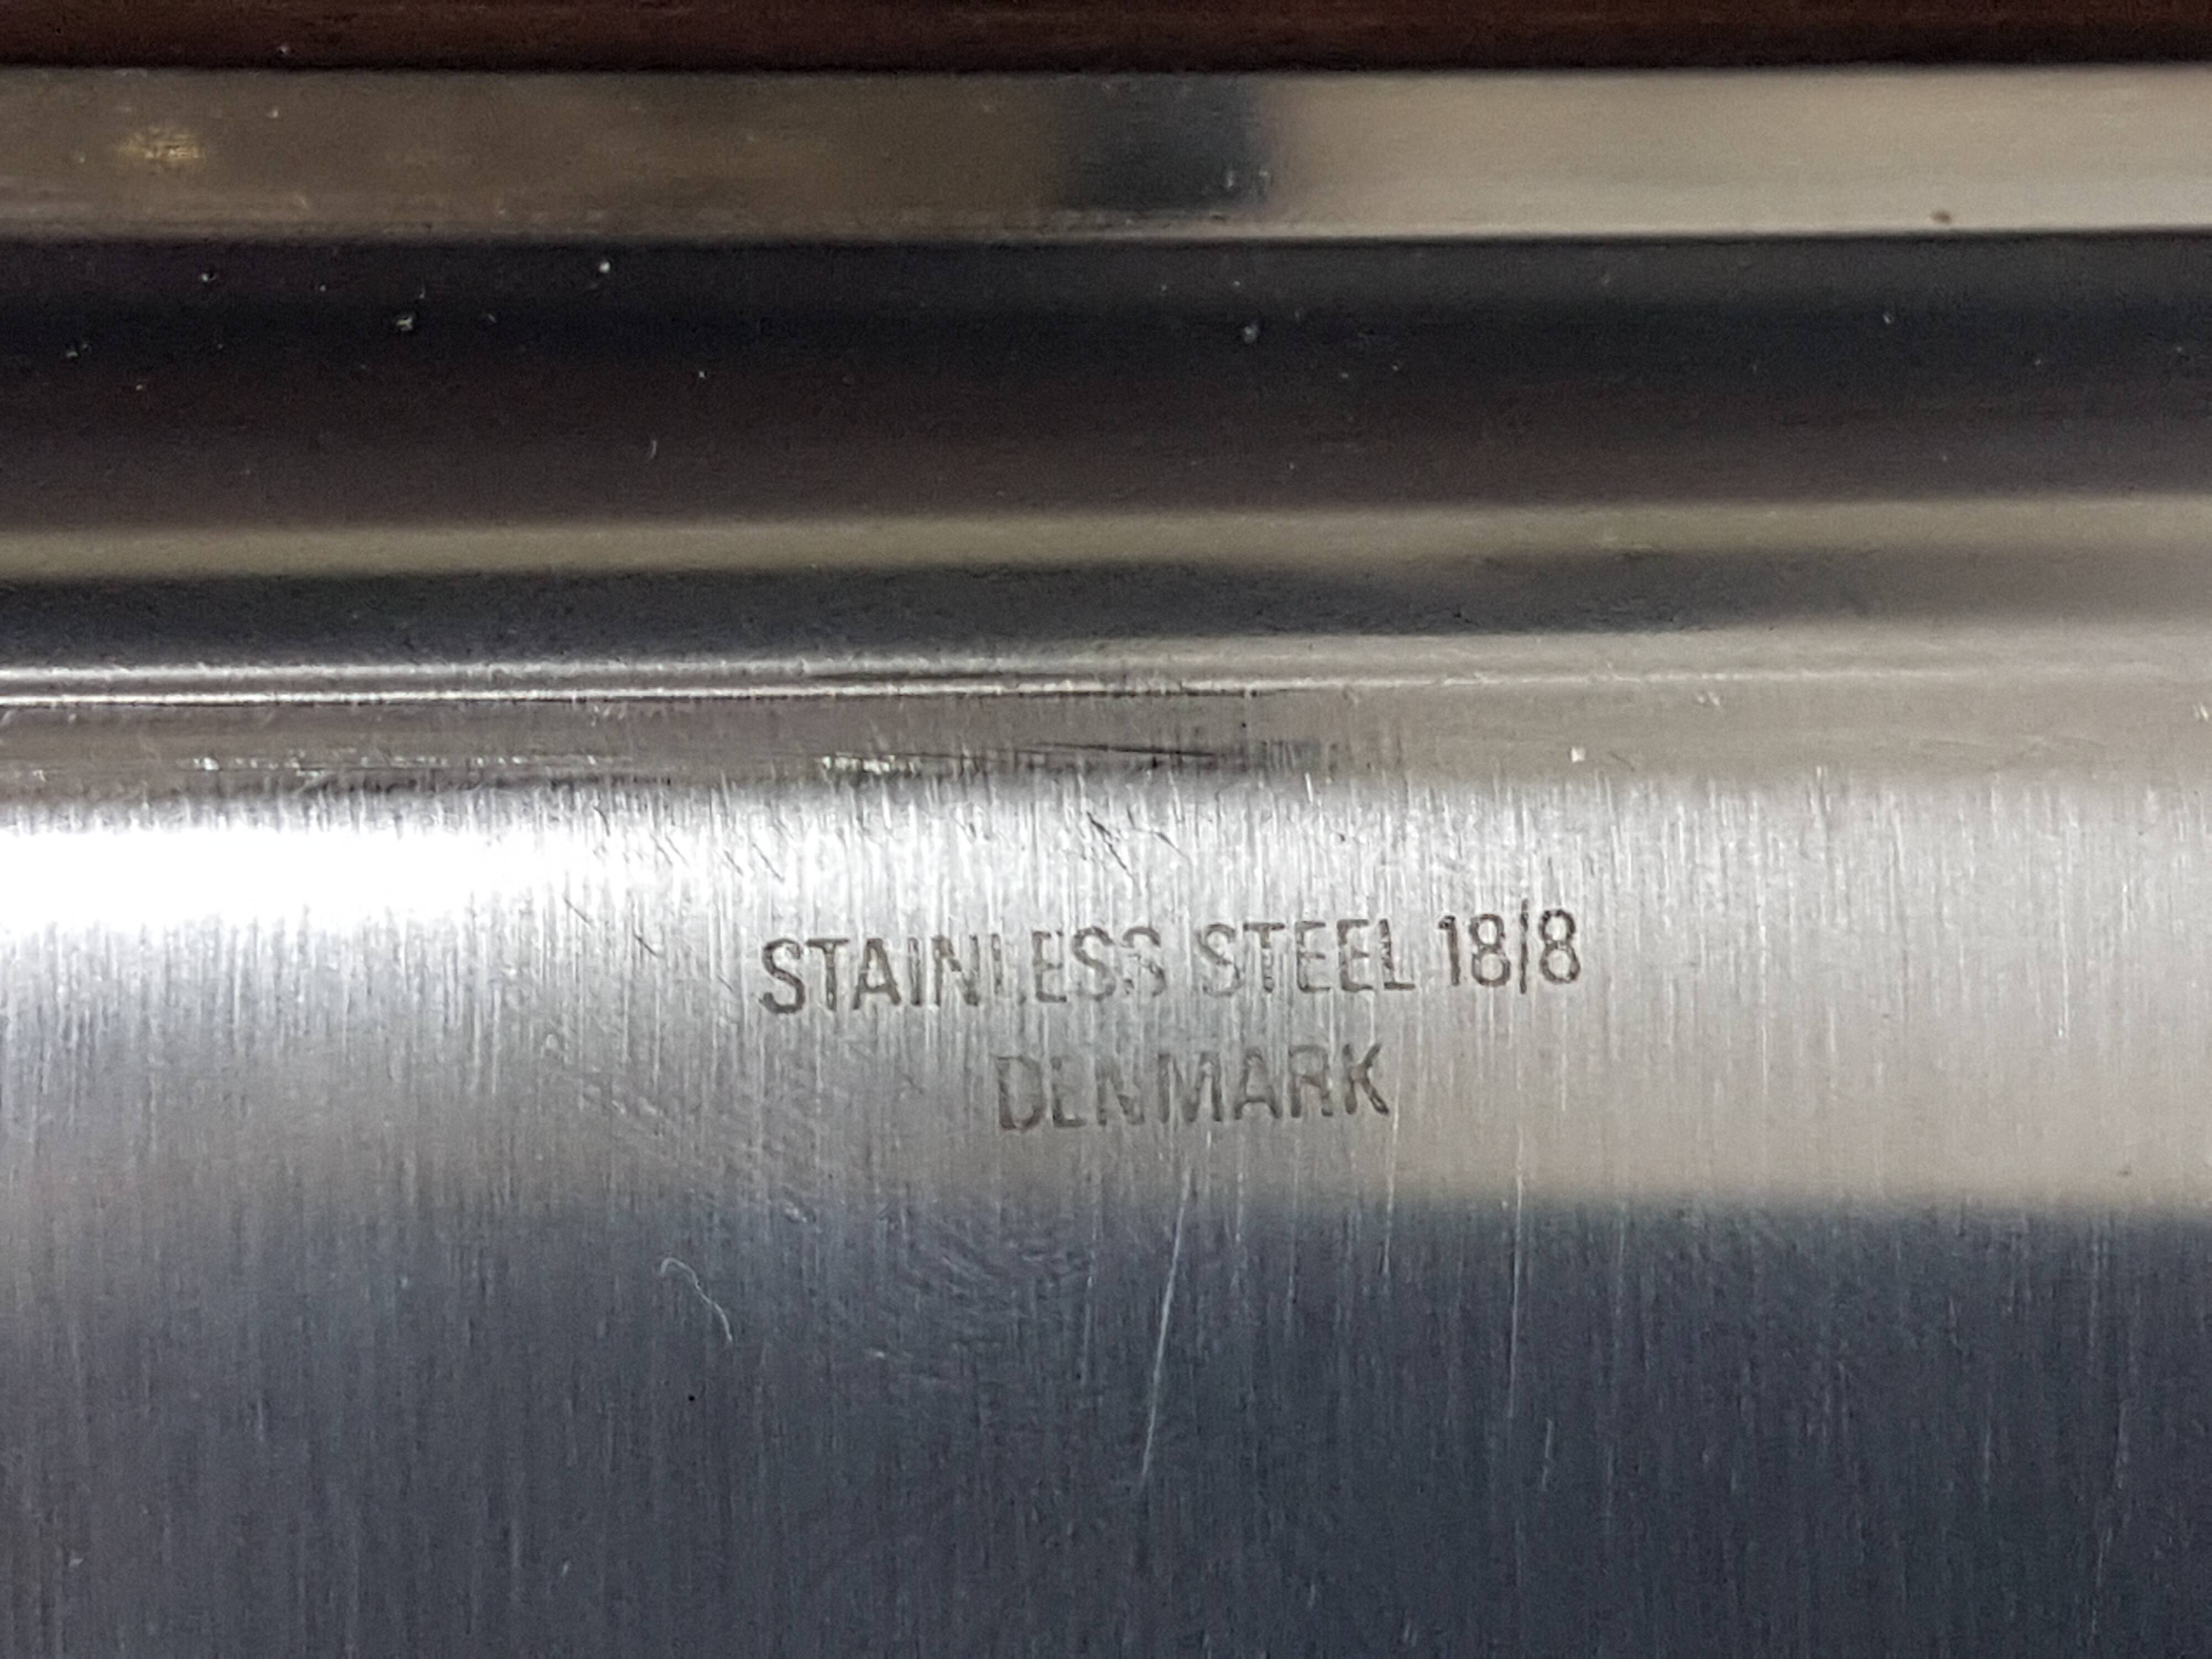 STAINLESS STEEL 18/8
DENMARK